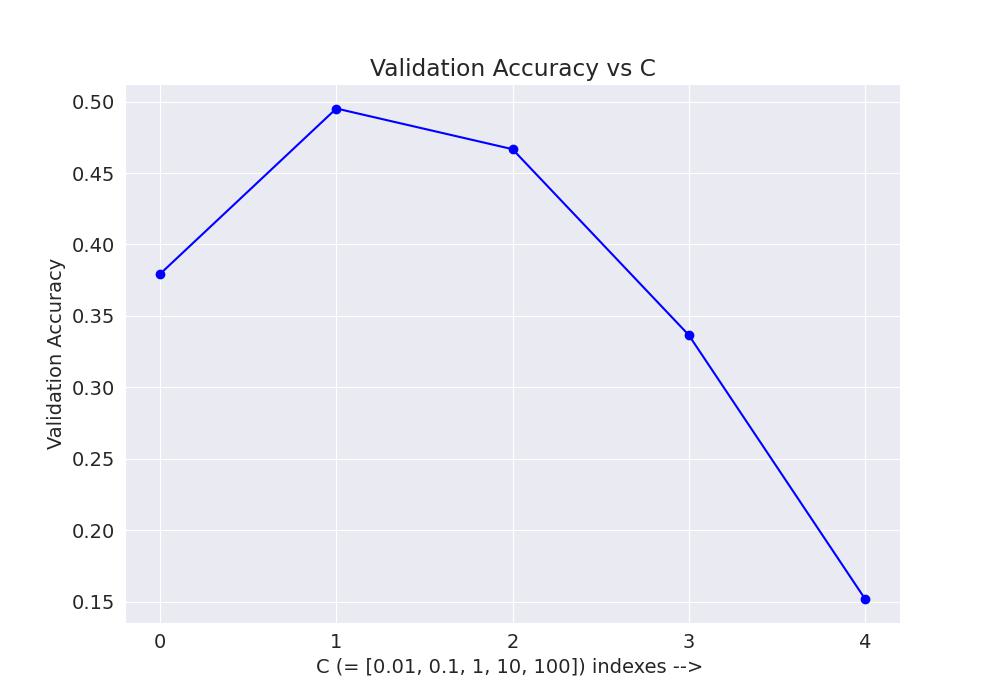 Validation Accuracy vs C
0.50
0.45
0.40
0.35
0.30
0.25
0.20
0.15
Validation Accuracy
0 1 2 3 4
C (= [0.01, 0.1, 1, 10, 100]) indexes -->